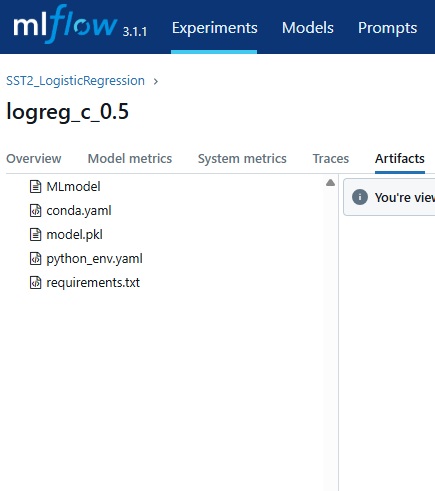 mlflow 3.1.1 Experiments Models Prompts
SST2_LogisticRegression >
logreg_c_0.5
Overview Model metrics System metrics Traces Artifacts
MLmodel
conda.yaml
model.pkl
python_env.yaml
requirements.txt
i You're view